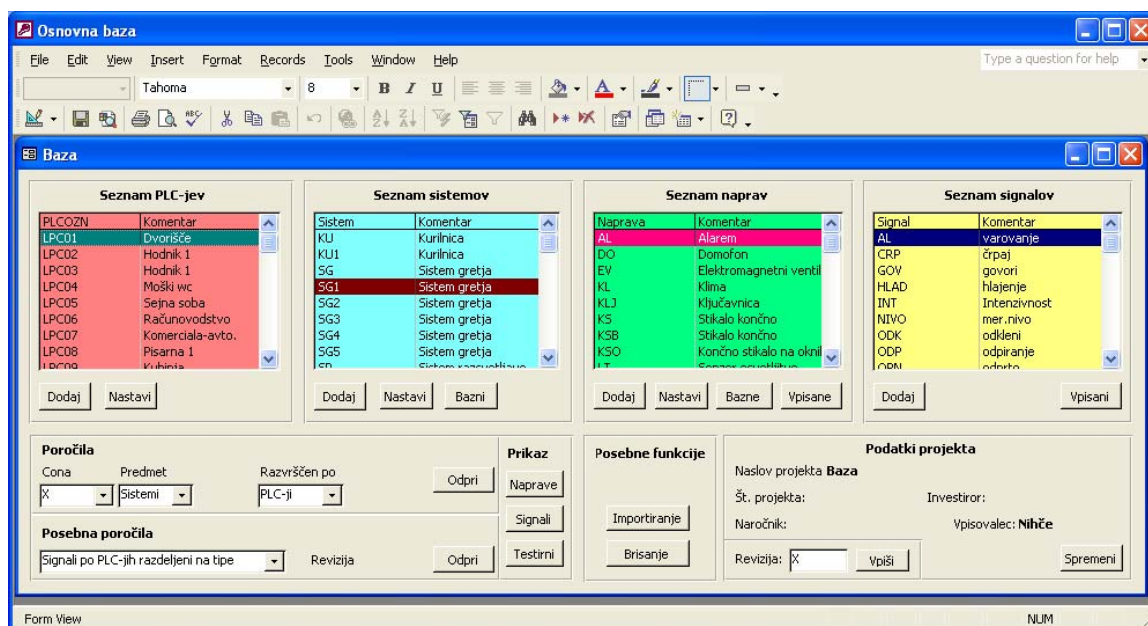 Osnovna baza
File Edit View Insert Format Records Tools Window Help
Type a question for help
Tahoma 8 B I U
Baza
Seznam PLC-jev
PLCOZN Komentar
LPC01 Dvorišče
LPC02 Hodnik 1
LPC03 Hodnik 1
LPC04 Moški wc
LPC05 Sejna soba
LPC06 Računovodstvo
LPC07 Komerciala-avto.
LPC08 Pisarna 1
LPC09 Kuhinja
Dodaj Nastavi
Seznam sistemov
Sistem Komentar
KU Kurilnica
KU1 Kurilnica
SG Sistem gretja
SG1 Sistem gretja
SG2 Sistem gretja
SG3 Sistem gretja
SG4 Sistem gretja
SG5 Sistem gretja
Sistem razsvetljave
Dodaj Nastavi Bazni
Seznam naprav
Naprava Komentar
AL Alarem
DO Domofon
EV Elektromagnetni ventil
KL Klima
KLJ Ključavnica
KS Stikalo končno
KSB Stikalo končno
KSO Končno stikalo na oknil
Senzor osvetlitve
Dodaj Nastavi Bazne Vpisane
Seznam signalov
Signal Komentar
AL varovanje
CRP črpaj
GOV govori
HLAD hlajenje
INT Intenzivnost
NIVO mer.nivo
ODK odkleni
ODP odpiranje
OPN odprto
Dodaj Vpisani
Poročila
Cona Predmet Razvrščen po
X Sistemi PLC-ji Odpri
Posebna poročila
Signali po PLC-jih razdeljeni na tipe Revizija Odpri
Prikaz
Naprave
Signali
Testirni
Posebne funkcije
Importiranje
Brisanje
Podatki projekta
Naslov projekta Baza
Št. projekta: Investiror:
Naročnik: Vpisovalec: Nihče
Revizija: X Vpiši Spremeni
Form View NUM